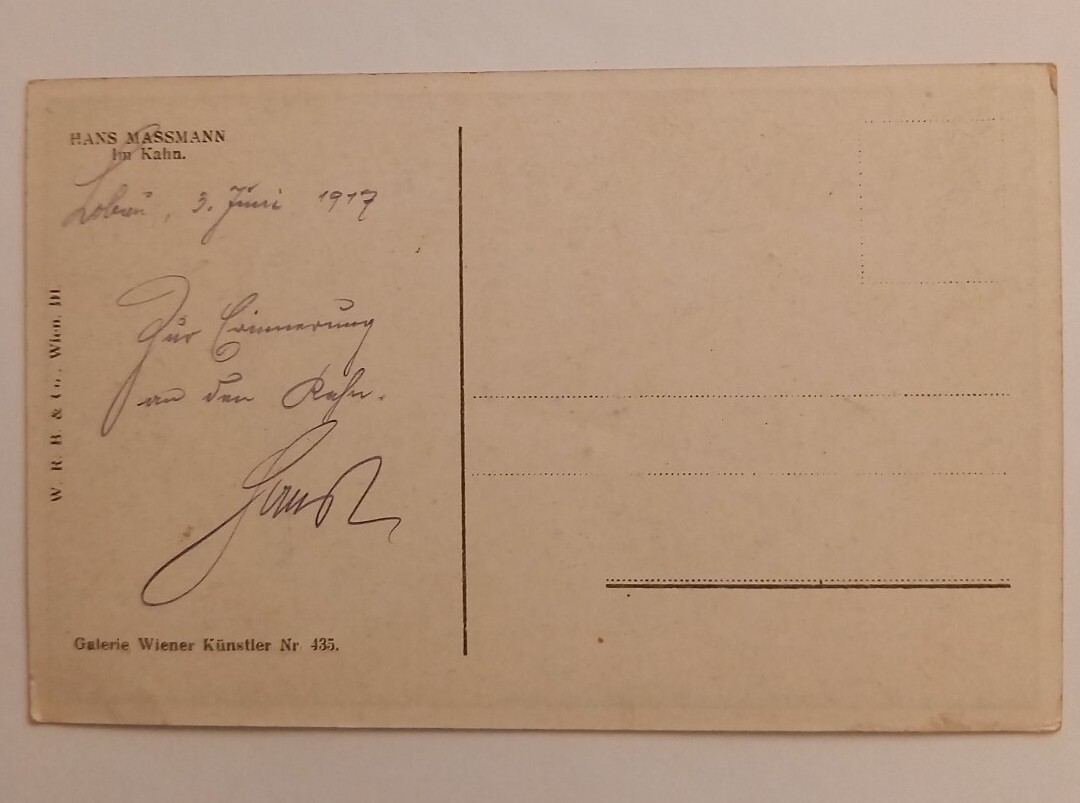 HANS MASSMANN
Im Kahn.
3. Juni 1917
Zur Erinnerung
an den Kahn.
Hans
W. R. B. & Co., Wien, III.
Galerie Wiener Künstler Nr 435.